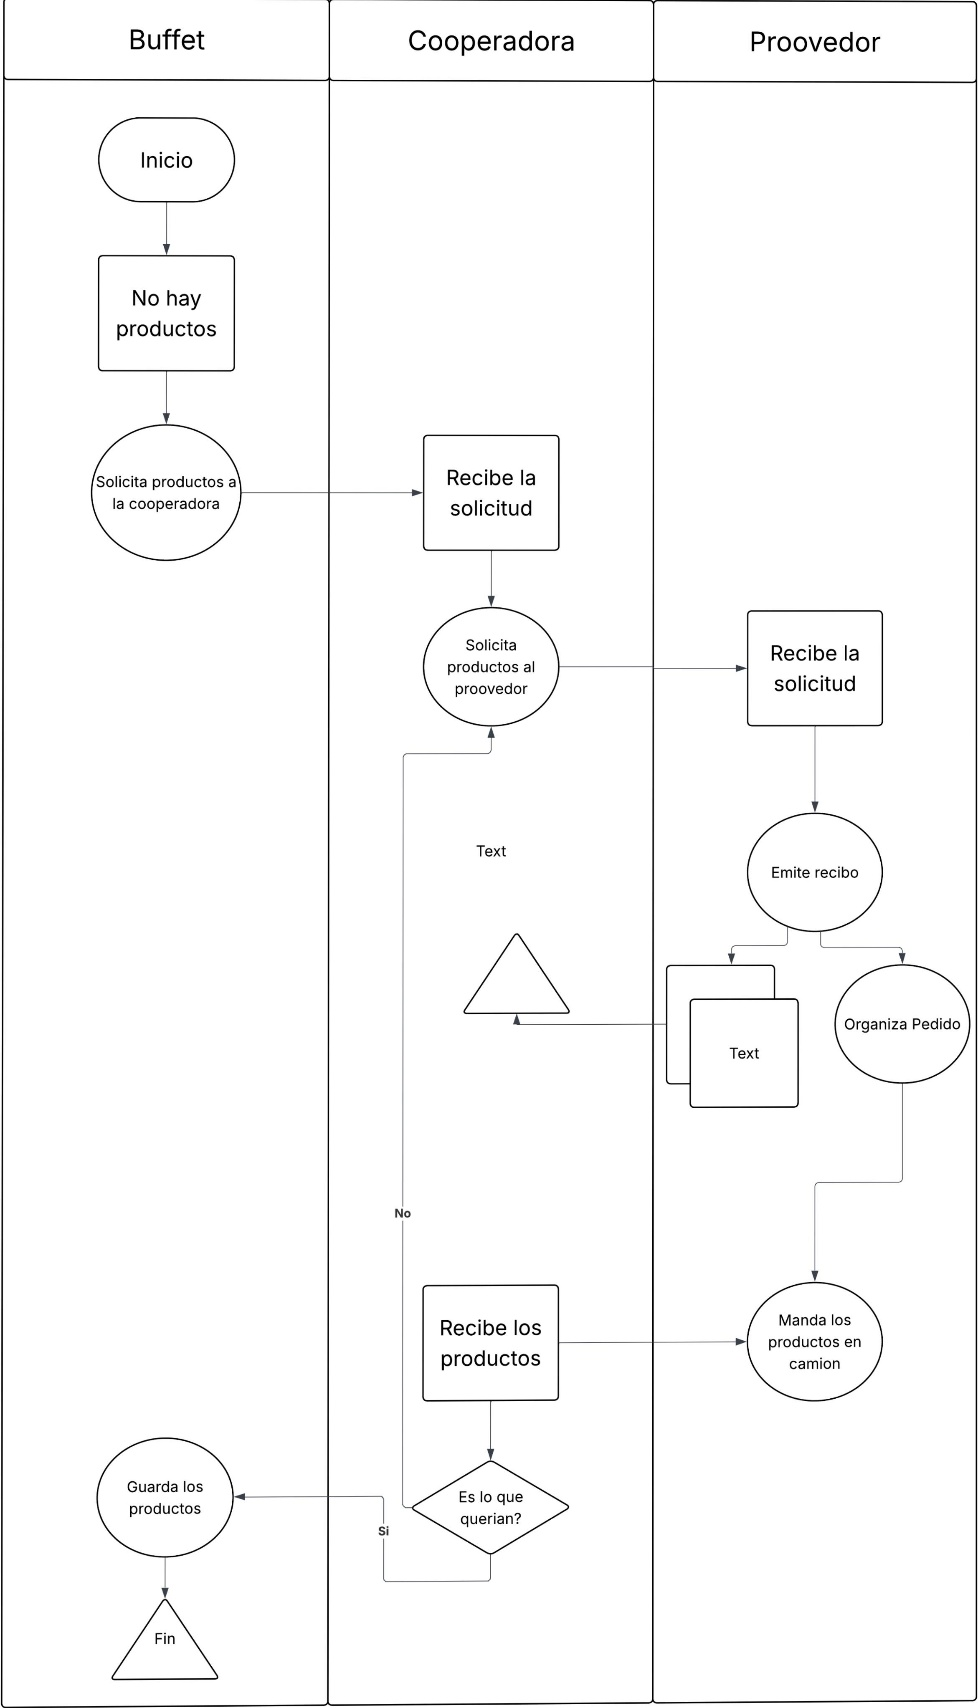 Buffet
Cooperadora
Proovedor
Inicio
No hay
productos
Solicita productos a
la cooperadora
Recibe la
solicitud
Solicita
productos al
proovedor
Recibe la
solicitud
Text
Emite recibo
Text
Organiza Pedido
No
Recibe los
productos
Manda los
productos en
camion
Es lo que
querian?
Si
Guarda los
productos
Fin